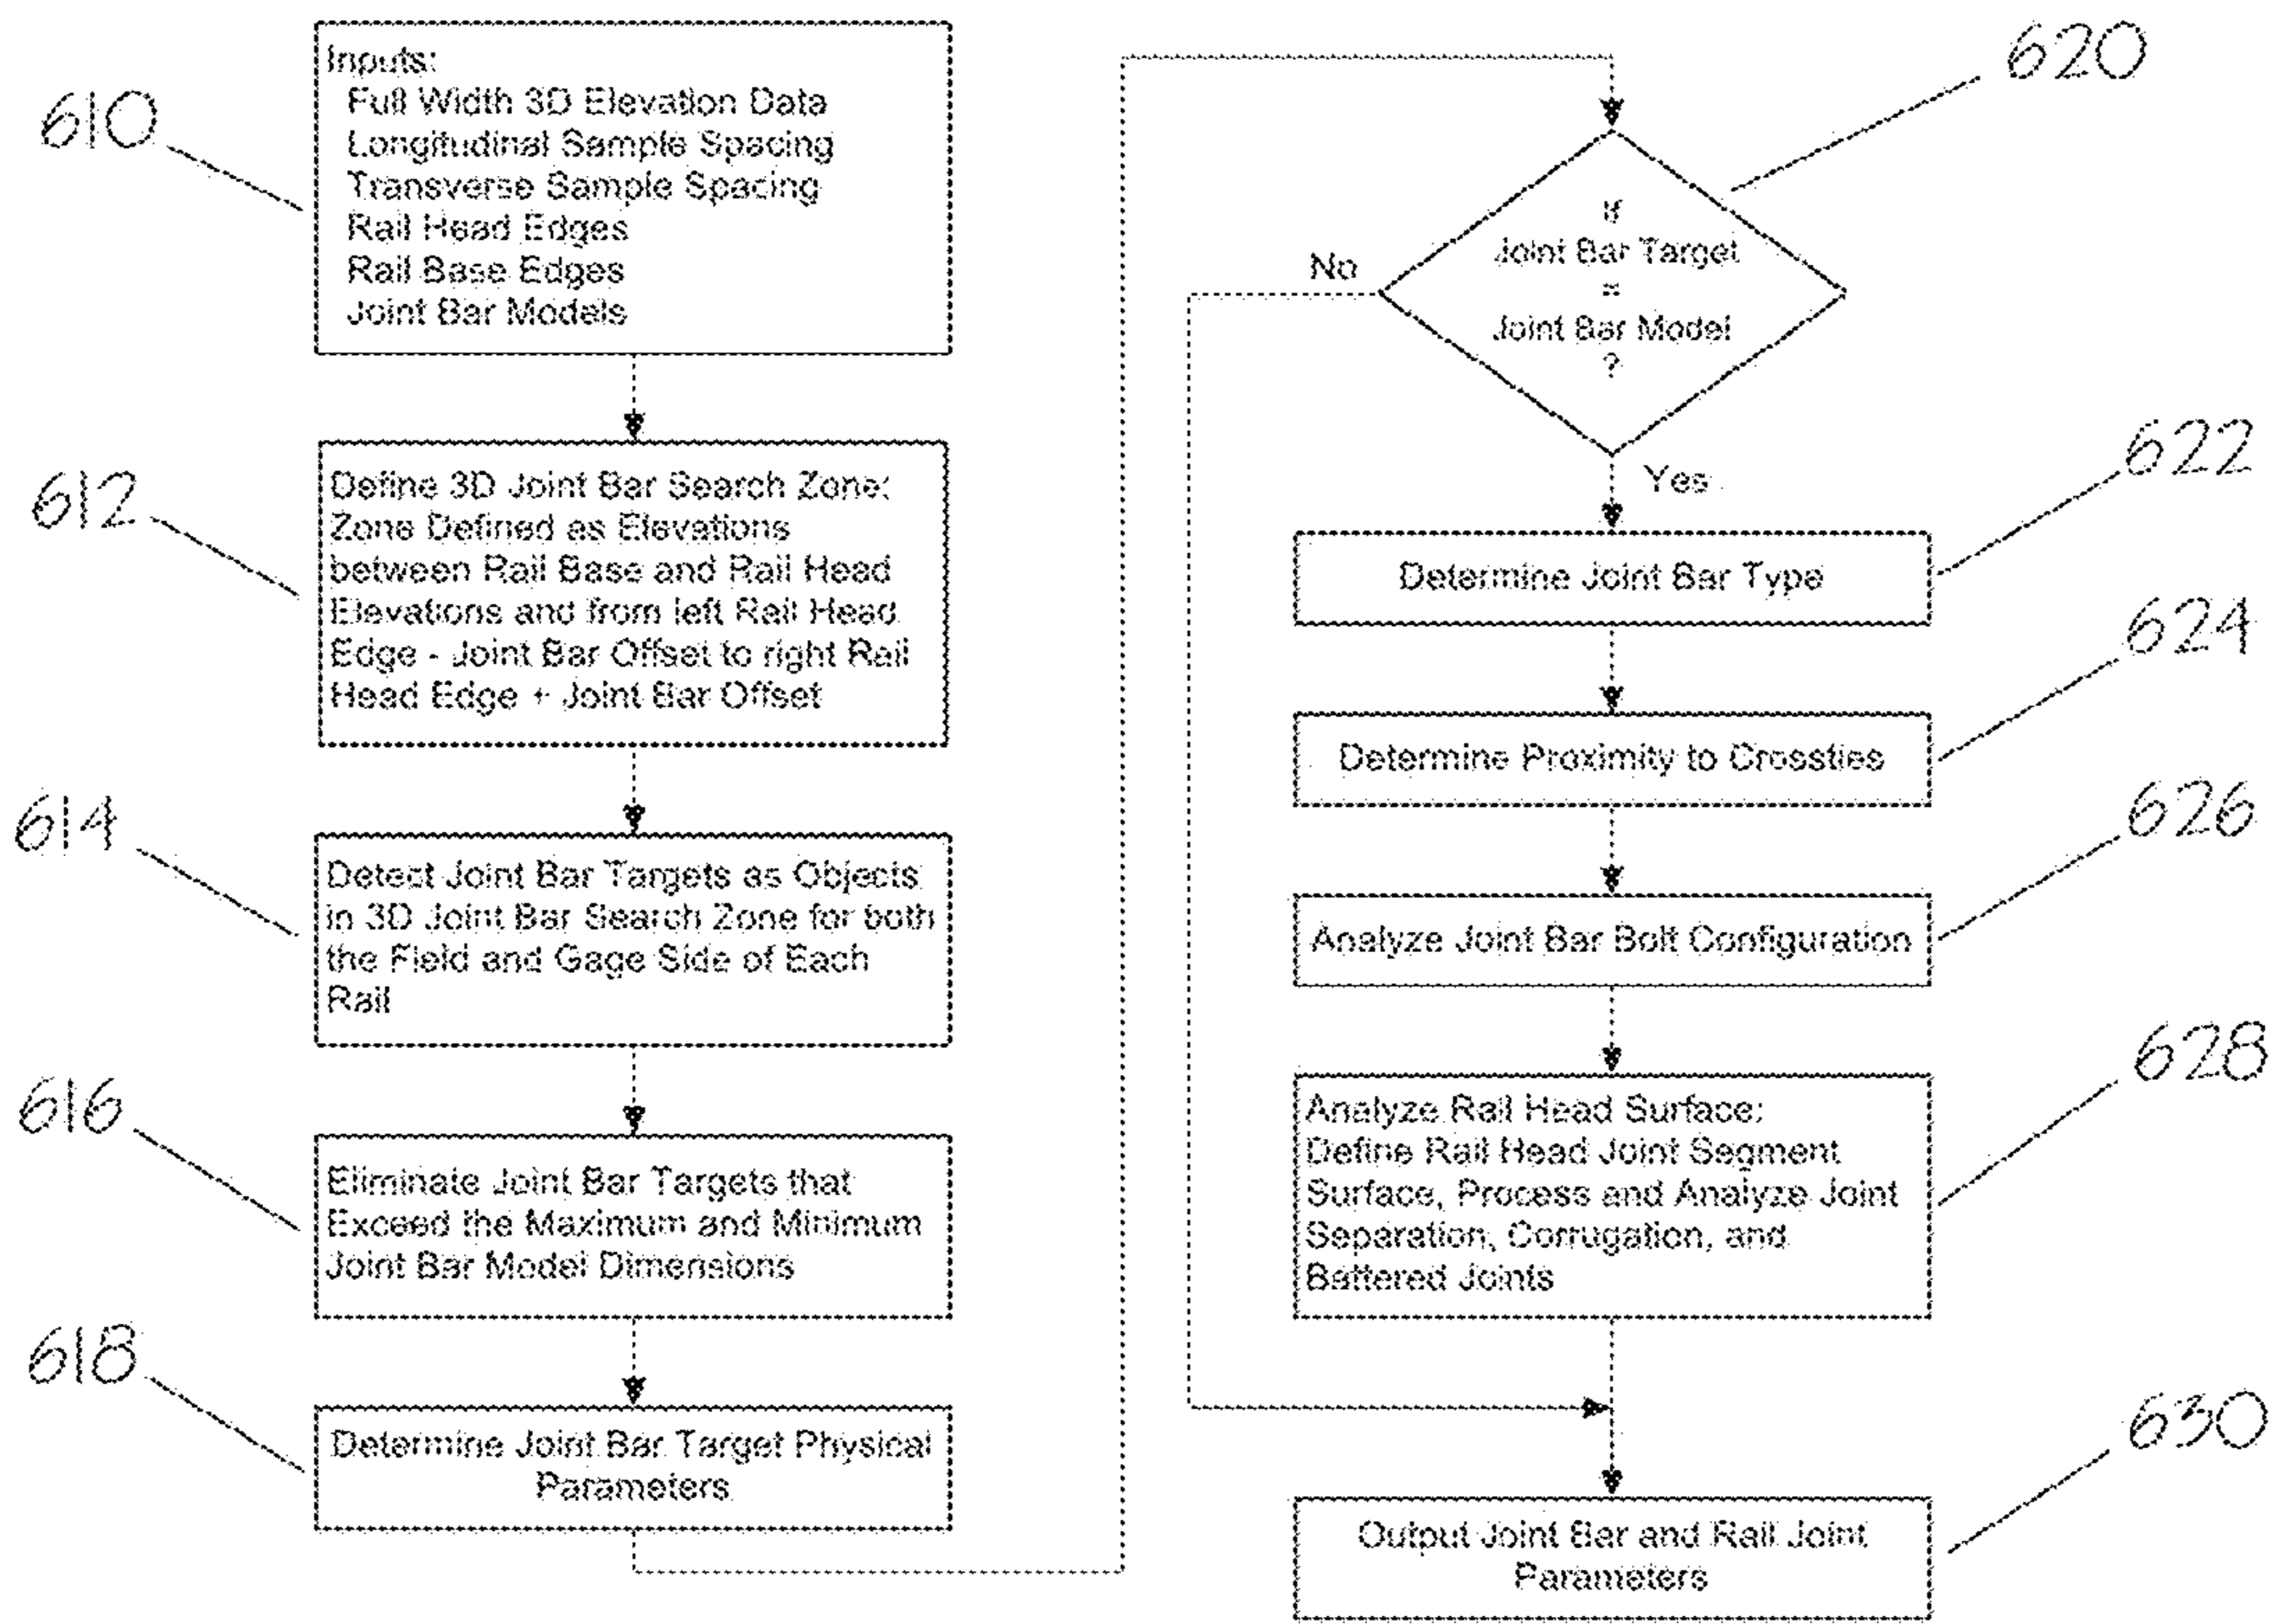 610
Inputs:
Full Width 3D Elevation Data
Longitudinal Sample Spacing
Transverse Sample Spacing
Rail Head Edges
Rail Base Edges
Joint Bar Models
612
Define 3D Joint Bar Search Zone:
Zone Defined as Elevations
between Rail Base and Rail Head
Elevations and from left Rail Head
Edge - Joint Bar Offset to right Rail
Head Edge + Joint Bar Offset
614
Detect Joint Bar Targets as Objects
in 3D Joint Bar Search Zone for both
the Field and Gage Side of Each
Rail
616
Eliminate Joint Bar Targets that
Exceed the Maximum and Minimum
Joint Bar Model Dimensions
618
Determine Joint Bar Target Physical
Parameters
620
If
Joint Bar Target
=
Joint Bar Model
?
No
Yes
622
Determine Joint Bar Type
624
Determine Proximity to Crossties
626
Analyze Joint Bar Bolt Configuration
628
Analyze Rail Head Surface:
Define Rail Head Joint Segment
Surface, Process and Analyze Joint
Separation, Corrugation, and
Battered Joints
630
Output Joint Bar and Rail Joint
Parameters